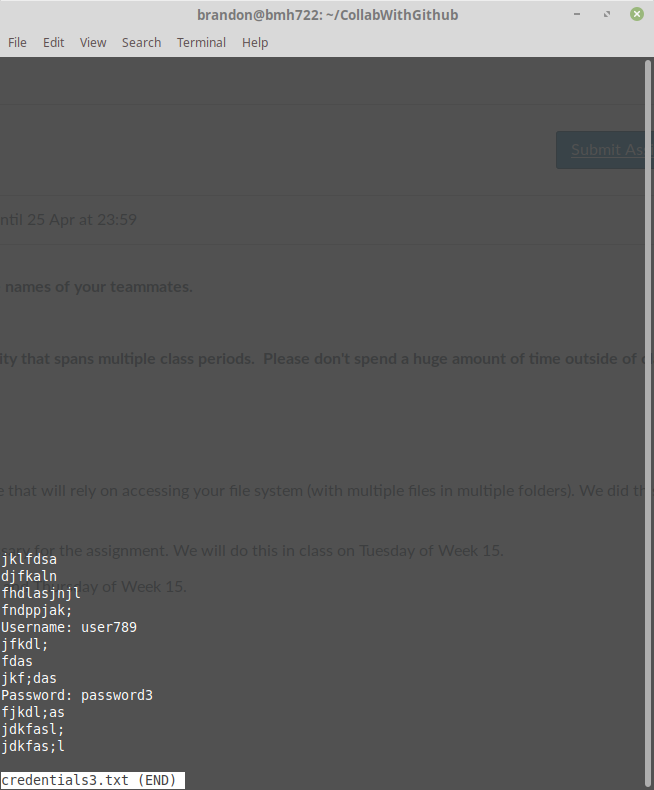 brandon@bmh722: ~/CollabWithGithub
File Edit View Search Terminal Help
Submit As
ntil 25 Apr at 23:59
names of your teammates.
ity that spans multiple class periods. Please don't spend a huge amount of time outside of
e that will rely on accessing your file system (with multiple files in multiple folders). We did
for the assignment. We will do this in class on Tuesday of Week 15.
jklfdsa
djfkaln
of Week 15.
fhdlasjnjl
fndppjak;
Username: user789
jfkdl;
fdas
jkf;das
Password: password3
fjkdl;as
jdkfasl;
jdkfas;l
credentials3.txt (END)